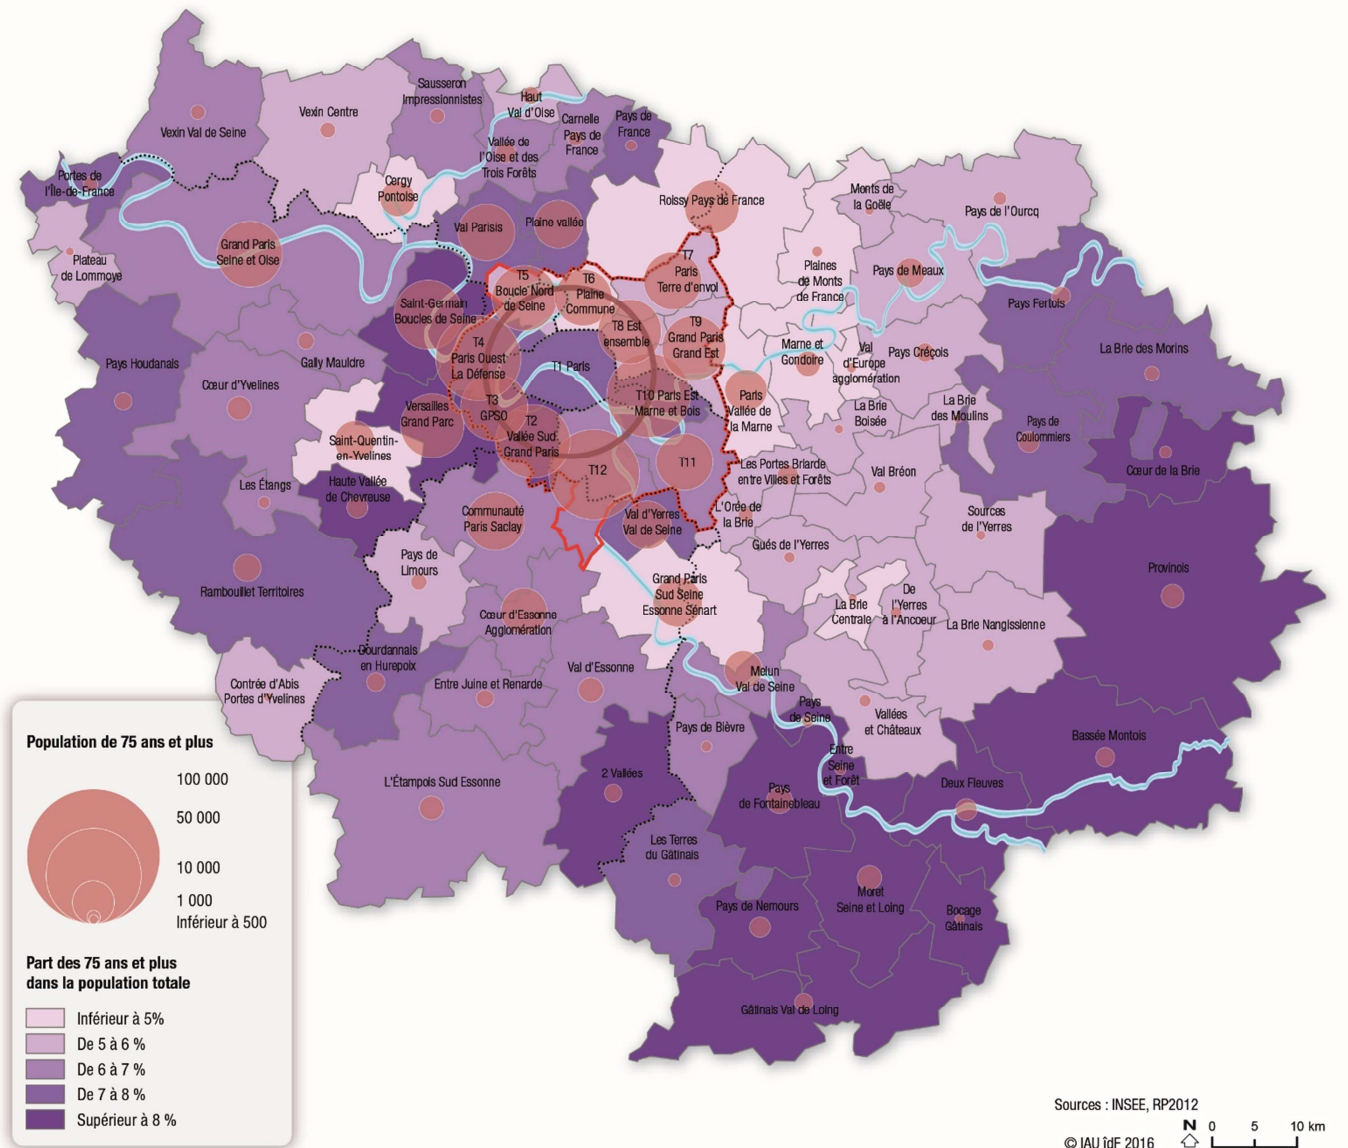 Vexin Val de Seine
Vexin Centre
Sausseron
Impressionnistes
Haut
Val d'Oise
Carnelle
Pays de
France
Pays de
France
Vallée de
l'Oise et des
Trois Forêts
Portes de
l'Île-de-France
Cergy
Pontoise
Roissy Pays de France
Monts de
la Goële
Pays de l'Ourcq
Val Parisis
Plaine vallée
Grand Paris
Seine et Oise
Plateau
de Lommoye
T7
Paris
Terre d'envol
Plaines
de Monts
de France
Pays de Meaux
Pays Fertois
T5
Boucle Nord
de Seine
T6
Plaine
Commune
Saint-Germain
Boucles de Seine
T8 Est
ensemble
T9
Grand Paris
Grand Est
La Brie des Morins
Pays Houdanais
Gally Mauldre
Cœur d'Yvelines
T4
Paris Ouest
La Défense
T1 Paris
Marne et
Gondoire
Val
d'Europe
agglomération
Pays Créçois
T3
GPSO
T10 Paris Est
Marne et Bois
Paris
Vallée de
la Marne
La Brie
Boisée
La Brie
des Moulins
Pays de
Coulommiers
Versailles
Grand Parc
T2
Vallée Sud
Grand Paris
Saint-Quentin-
en-Yvelines
T12
T11
Les Portes Briarde
entre Villes et Forêts
Val Bréon
Cœur de la Brie
Les Étangs
Haute Vallée
de Chevreuse
Communauté
Paris Saclay
Val d'Yerres
Val de Seine
L'Orée de
la Brie
Sources
de l'Yerres
Gués de l'Yerres
Pays de
Limours
Rambouillet Territoires
Grand Paris
Sud Seine
Essonne Sénart
La Brie
Centrale
De
l'Yerres
à l'Ancoeur
La Brie Nangissienne
Provinois
Cœur d'Essonne
Agglomération
Dourdannais
en Hurepoix
Contrée d'Abis
Portes d'Yvelines
Entre Juine et Renarde
Val d'Essonne
Melun
Val de Seine
Pays
de Seine
Vallées
et Châteaux
Pays de Bièvre
Bassée Montois
Entre
Seine
et Forêt
L'Étampois Sud Essonne
2 Vallées
Pays
de Fontainebleau
Deux Fleuves
Les Terres
du Gâtinais
Pays de Nemours
Moret
Seine et Loing
Bocage
Gâtinais
Gâtinais Val de Loing
Population de 75 ans et plus
100 000
50 000
10 000
1 000
Inférieur à 500
Part des 75 ans et plus
dans la population totale
Inférieur à 5%
De 5 à 6 %
De 6 à 7 %
De 7 à 8 %
Supérieur à 8 %
Sources : INSEE, RP2012
N 0 5 10 km
© IAU îdF 2016